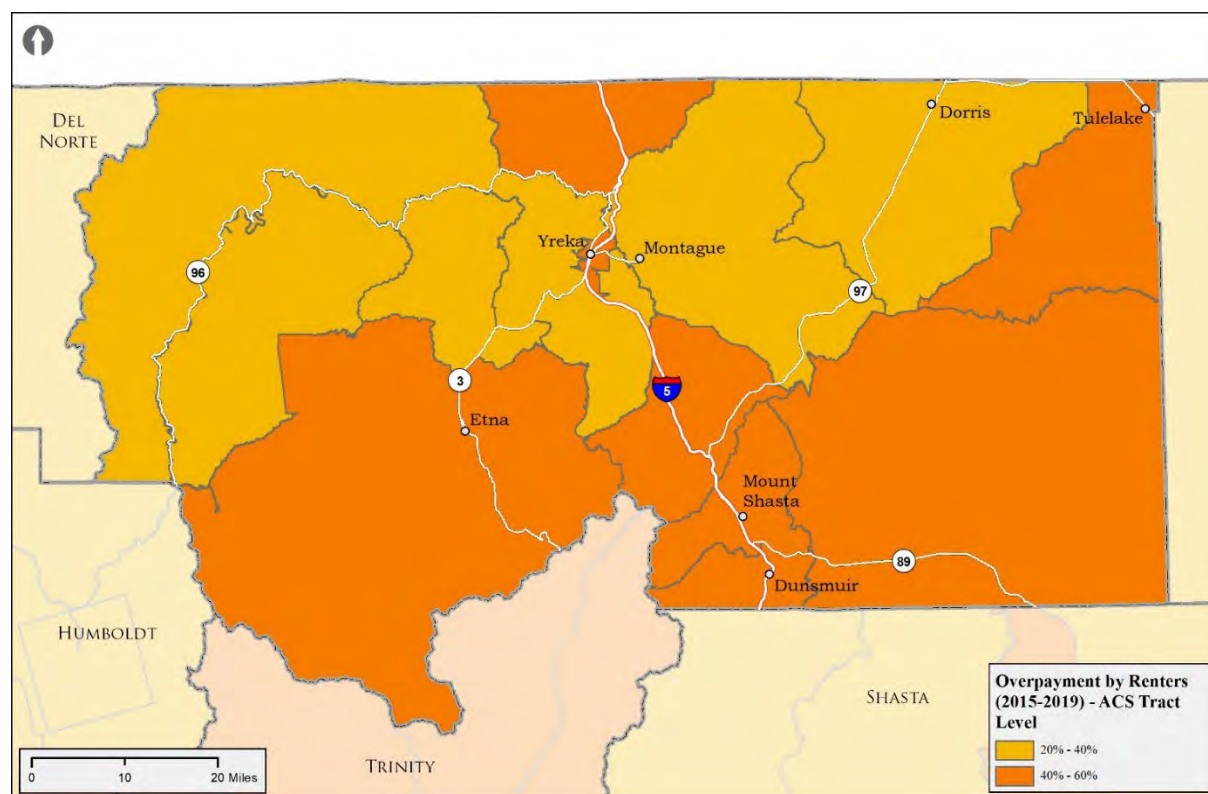 DEL
NORTE
Dorris
Tulelake
Yreka
Montague
96
97
3
5
Etna
Mount
Shasta
89
Dunsmuir
HUMBOLDT
SHASTA
TRINITY
0 10 20 Miles
Overpayment by Renters
(2015-2019) - ACS Tract
Level
20% - 40%
40% - 60%